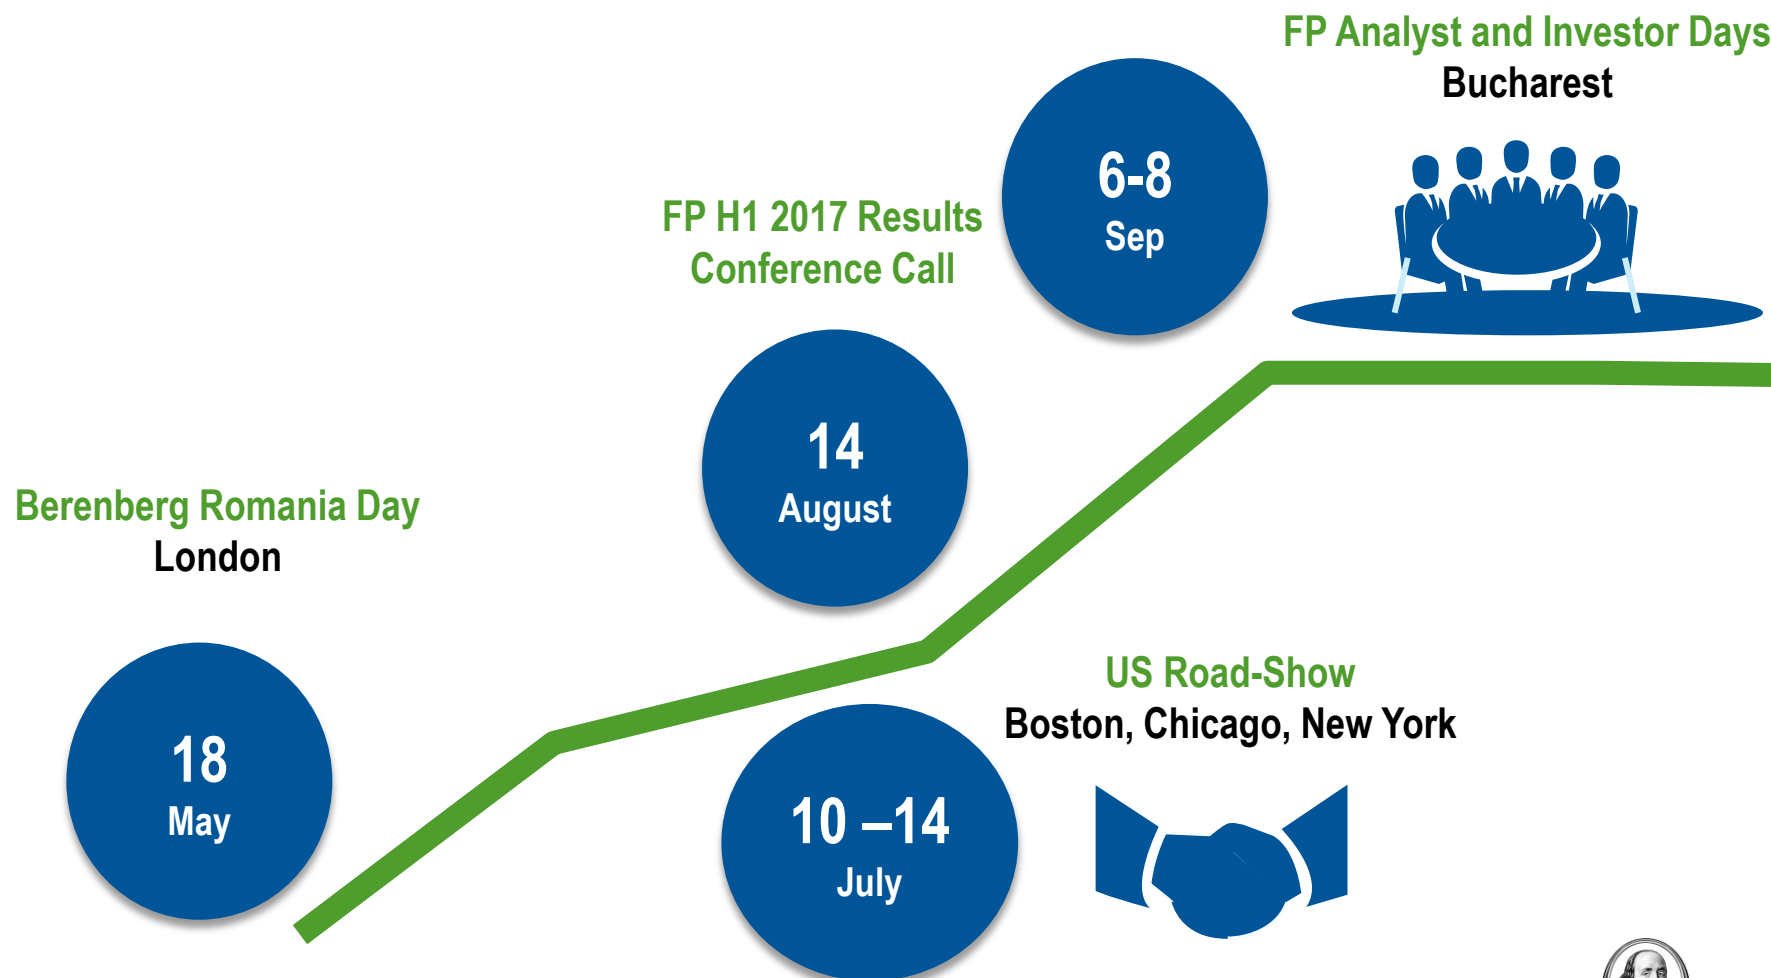 FP Analyst and Investor Days
Bucharest
6-8
Sep
FP H1 2017 Results
Conference Call
14
August
Berenberg Romania Day
London
18
May
US Road-Show
Boston, Chicago, New York
10 –14
July